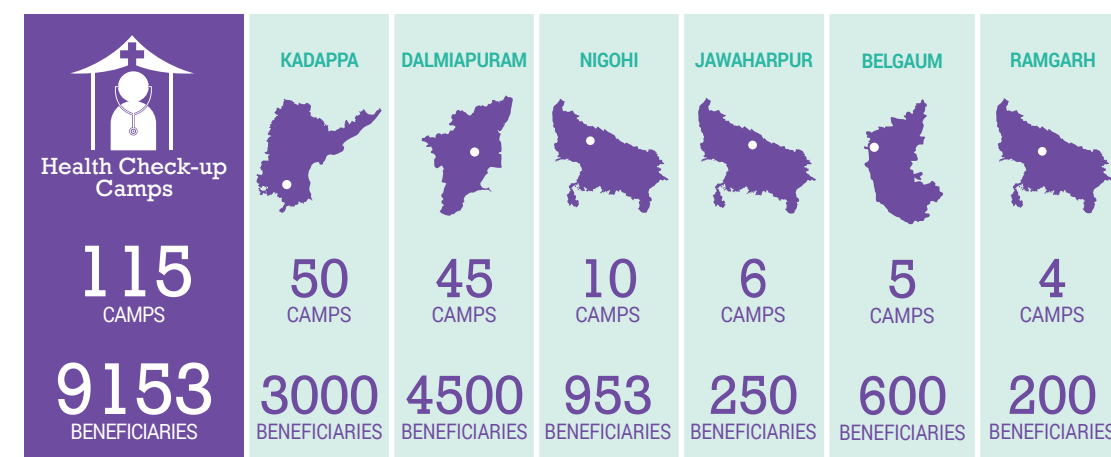 Health Check-up
Camps
115
CAMPS
9153
BENEFICIARIES
KADAPPA
50
CAMPS
3000
BENEFICIARIES
DALMIAPURAM
45
CAMPS
4500
BENEFICIARIES
NIGOHI
10
CAMPS
953
BENEFICIARIES
JAWAHARPUR
6
CAMPS
250
BENEFICIARIES
BELGAUM
5
CAMPS
600
BENEFICIARIES
RAMGARH
4
CAMPS
200
BENEFICIARIES